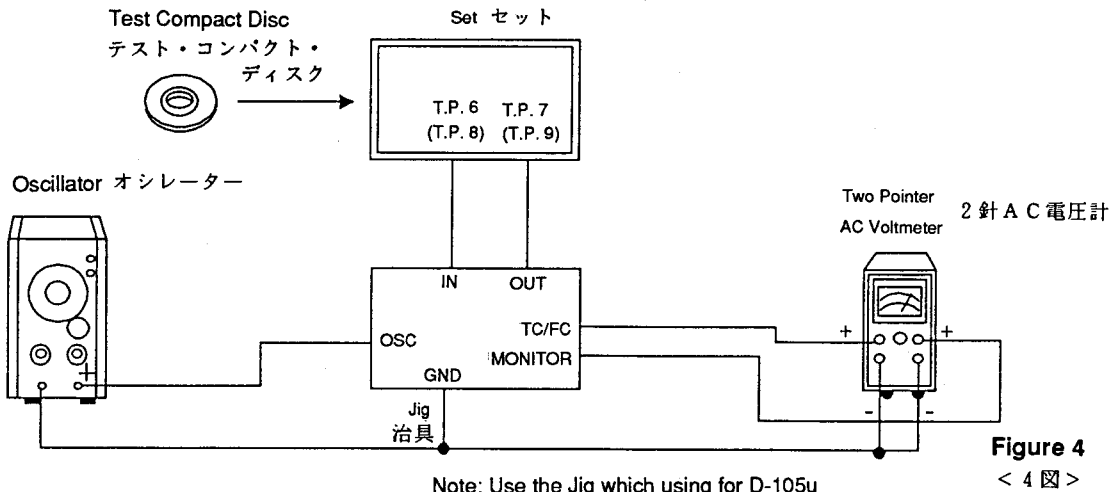 Test Compact Disc
テスト・コンパクト・
ディスク
Set セット
T.P. 6 T.P. 7
(T.P. 8) (T.P. 9)
Oscillator オシレーター
Two Pointer
AC Voltmeter
2針AC電圧計
IN OUT
OSC
TC/FC
MONITOR
GND
+
+ +
- -
Jig
治具
Figure 4
<4図>
Note: Use the Jig which using for D-105u